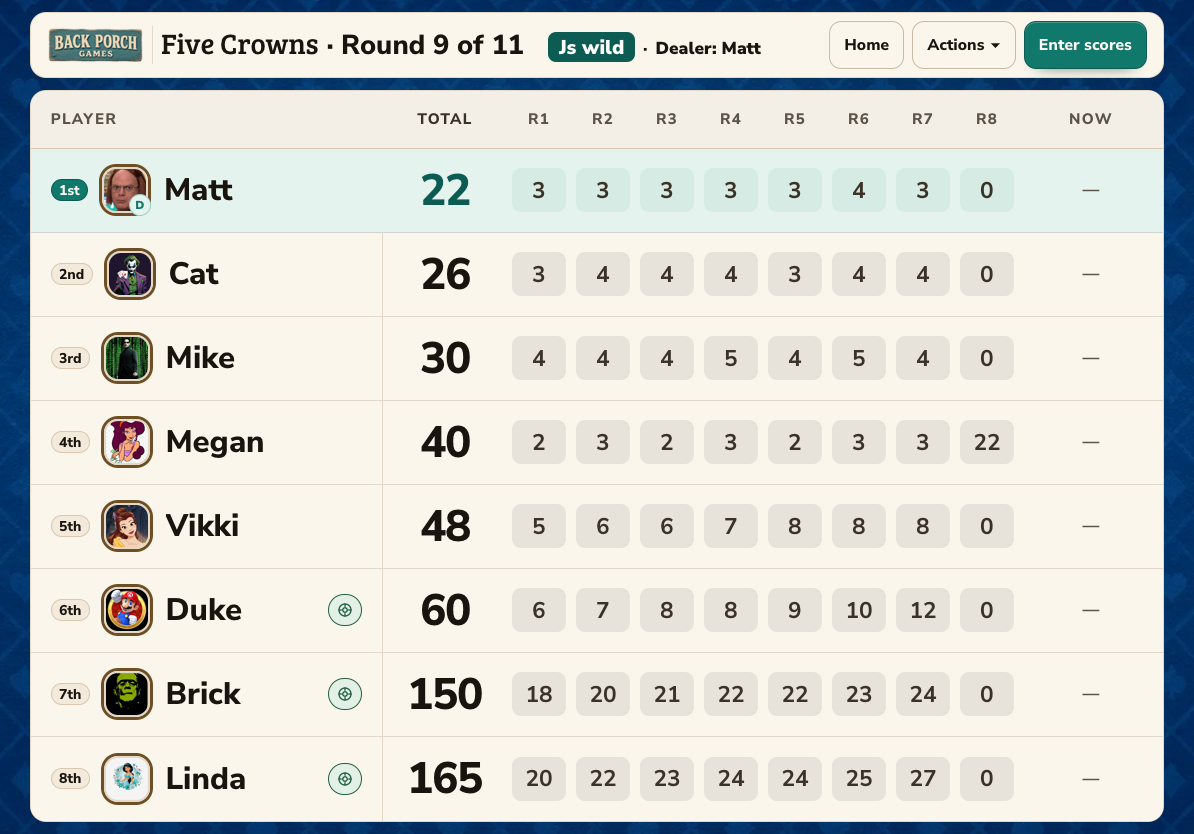 BACK PORCH
GAMES
Five Crowns · Round 9 of 11
Js wild · Dealer: Matt
Home
Actions
Enter scores
PLAYER TOTAL R1 R2 R3 R4 R5 R6 R7 R8 NOW
1st D Matt 22 3 3 3 3 3 4 3 0 —
2nd Cat 26 3 4 4 4 3 4 4 0 —
3rd Mike 30 4 4 4 5 4 5 4 0 —
4th Megan 40 2 3 2 3 2 3 3 22 —
5th Vikki 48 5 6 6 7 8 8 8 0 —
6th Duke 60 6 7 8 8 9 10 12 0 —
7th Brick 150 18 20 21 22 22 23 24 0 —
8th Linda 165 20 22 23 24 24 25 27 0 —